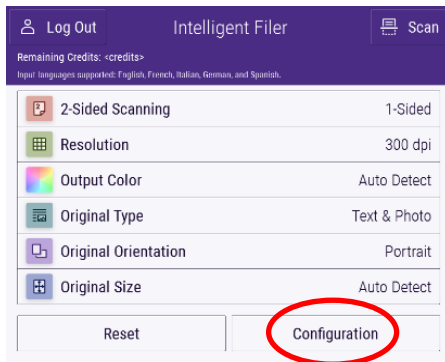 Log Out Intelligent Filer Scan
Remaining Credits: <credits>
Input languages supported: English, French, Italian, German, and Spanish.
2-Sided Scanning 1-Sided
Resolution 300 dpi
Output Color Auto Detect
Original Type Text & Photo
Original Orientation Portrait
Original Size Auto Detect
Reset Configuration